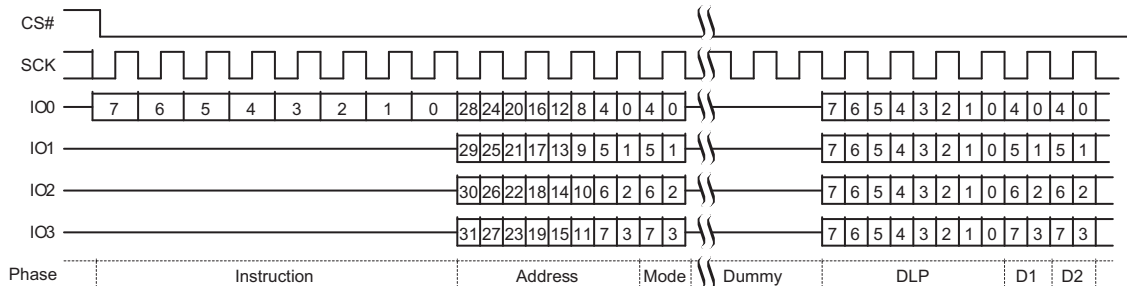 CS#
SCK
IO0 7 6 5 4 3 2 1 0 28 24 20 16 12 8 4 0 4 0 7 6 5 4 3 2 1 0 4 0 4 0
IO1 29 25 21 17 13 9 5 1 5 1 7 6 5 4 3 2 1 0 5 1 5 1
IO2 30 26 22 18 14 10 6 2 6 2 7 6 5 4 3 2 1 0 6 2 6 2
IO3 31 27 23 19 15 11 7 3 7 3 7 6 5 4 3 2 1 0 7 3 7 3
Phase Instruction Address Mode Dummy DLP D1 D2